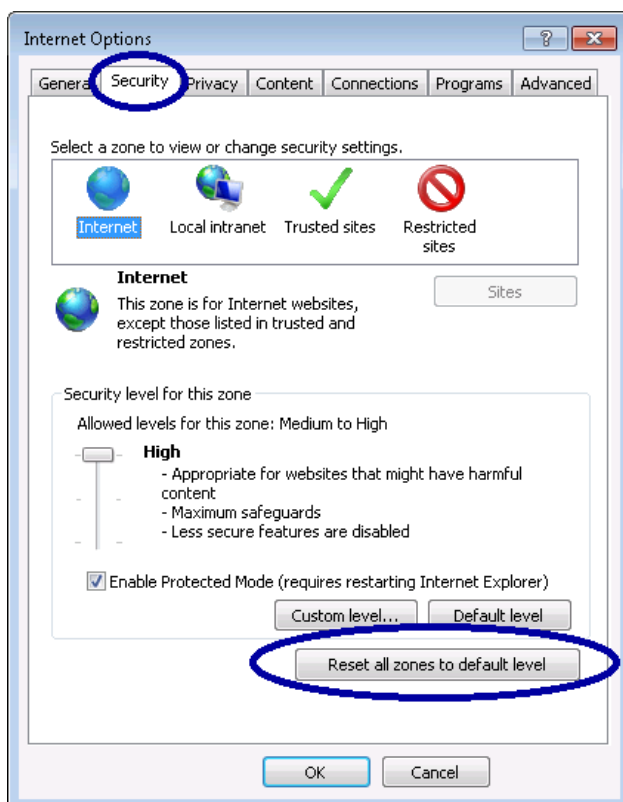 Internet Options
General Security Privacy Content Connections Programs Advanced
Select a zone to view or change security settings.
Internet Local intranet Trusted sites Restricted
sites
Internet
Sites
This zone is for Internet websites,
except those listed in trusted and
restricted zones.
Security level for this zone
Allowed levels for this zone: Medium to High
High
- Appropriate for websites that might have harmful
content
- Maximum safeguards
- Less secure features are disabled
Enable Protected Mode (requires restarting Internet Explorer)
Custom level... Default level
Reset all zones to default level
OK Cancel